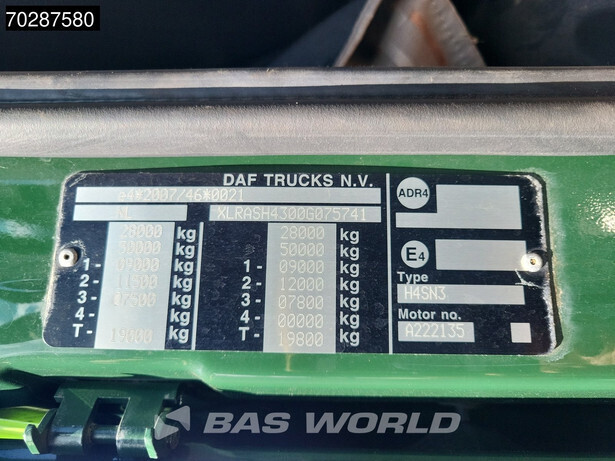 70287580
DAF TRUCKS N.V.
e4*2007/46*0021
NL XLRASH4300G075741
28000 kg 28000 kg
50000 kg 50000 kg
1- 09000 kg 1- 09000 kg
2- 11500 kg 2- 12000 kg
3- 07500 kg 3- 07800 kg
4- kg 4- 00000 kg
T- 19000 kg T- 19800 kg
ADR4
E4
Type
H4SN3
Motor no.
A222135
BAS WORLD